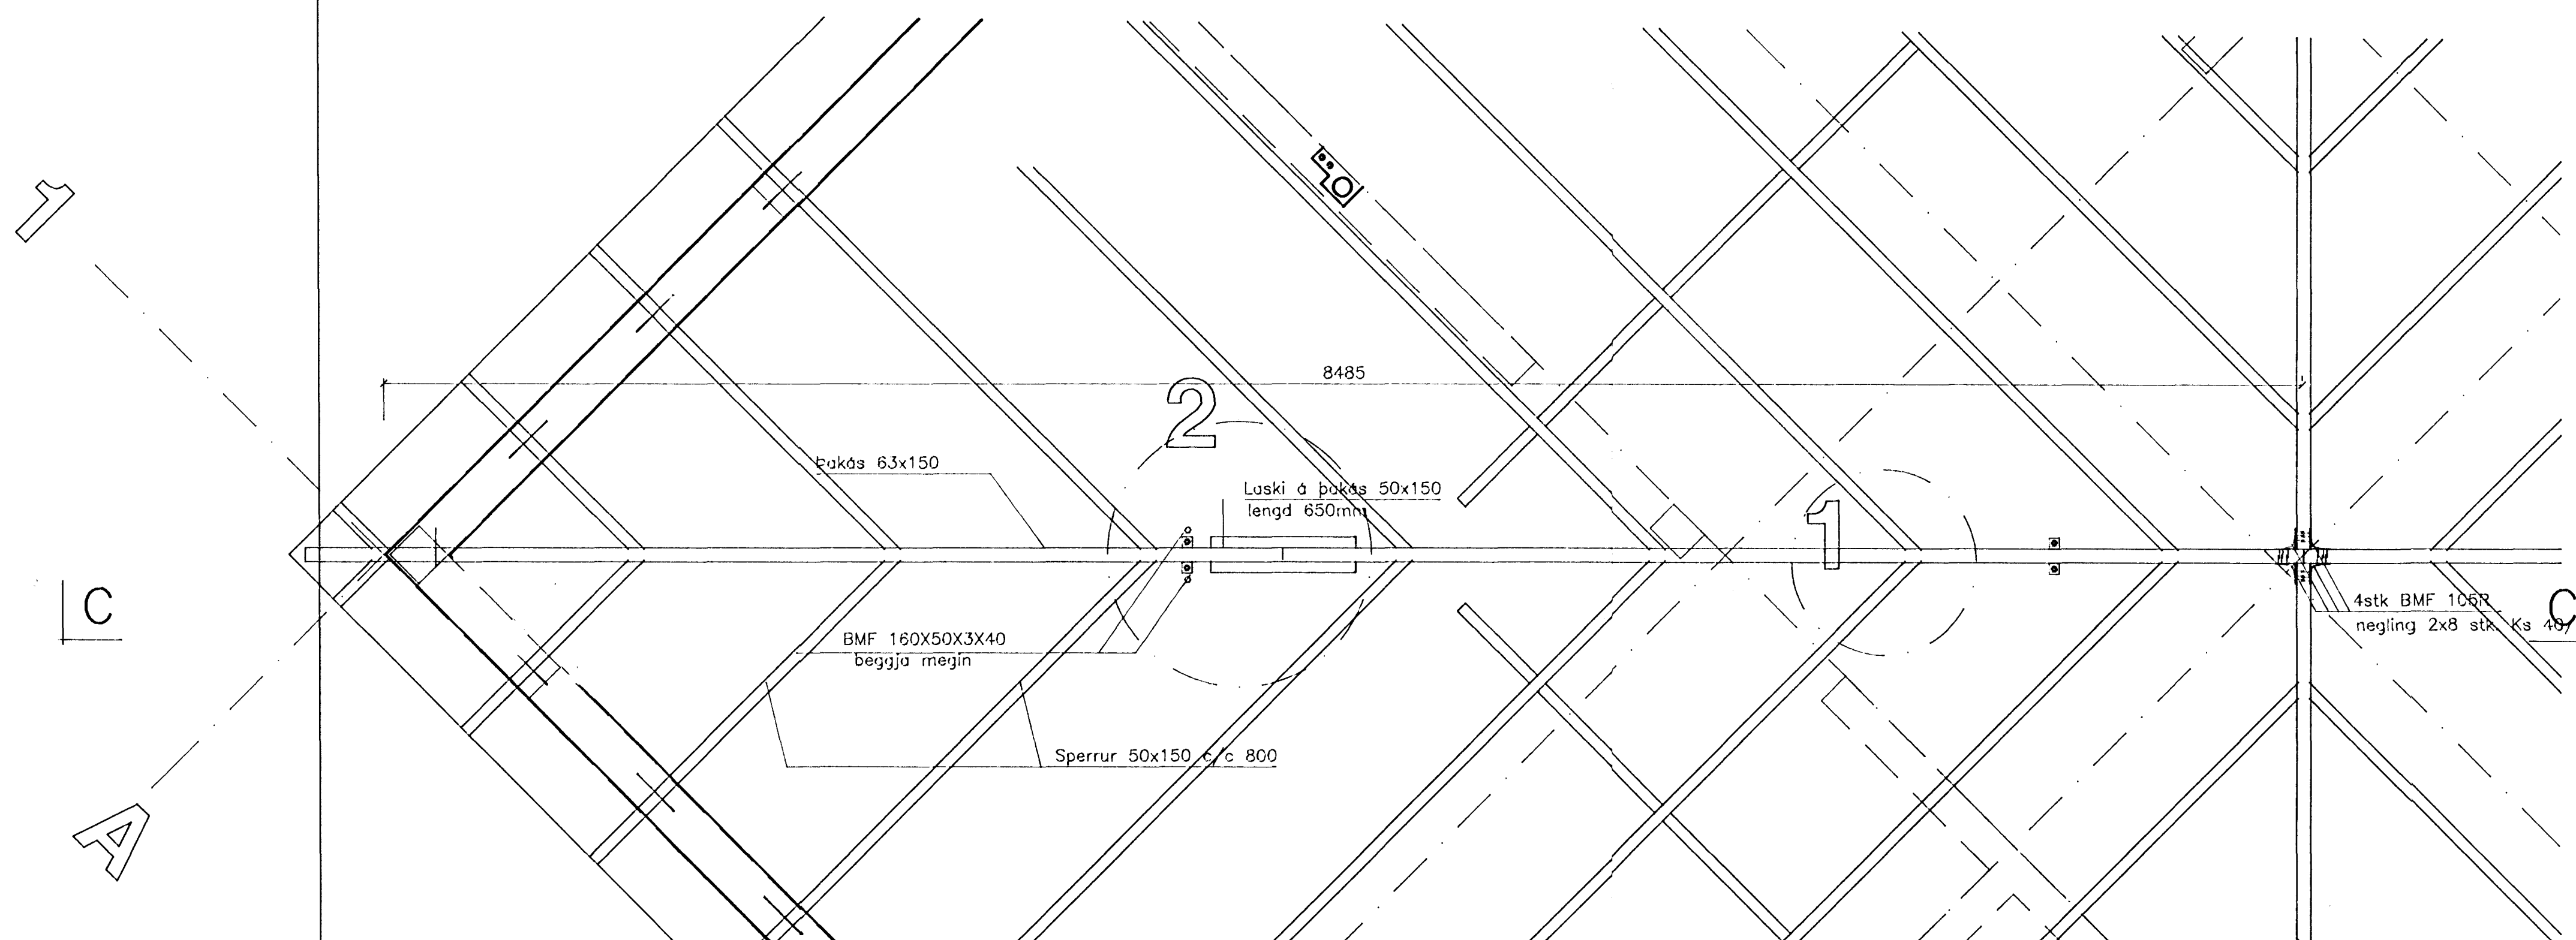 1
8485
2
Þakás 63x150
Laski á þakás 50x150
lengd 650mm
1
C
BMF 160X50X3X40
beggja megin
4stk BMF 105R
negling 2x8 stk. Ks 40/
C
Sperrur 50x150 c/c 800
A